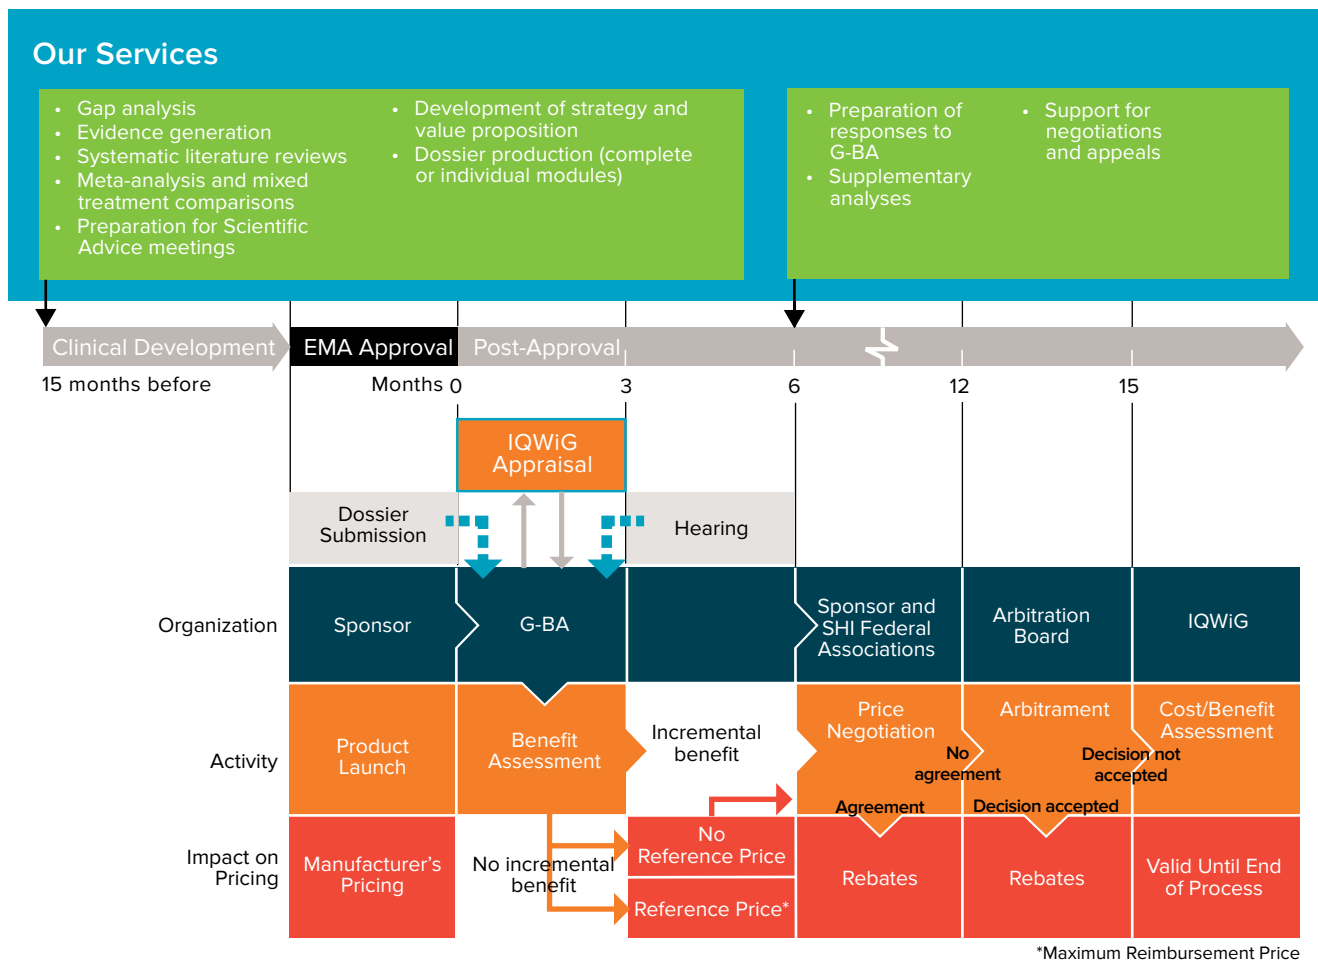 Our Services
• Gap analysis
• Evidence generation
• Systematic literature reviews
• Meta-analysis and mixed
treatment comparisons
• Preparation for Scientific
Advice meetings
• Development of strategy and
value proposition
• Dossier production (complete
or individual modules)
• Preparation of
responses to
G-BA
• Supplementary
analyses
• Support for
negotiations
and appeals
Clinical Development
EMA Approval
Post-Approval
15 months before
Months 0
3
6
12
15
IQWiG
Appraisal
Dossier
Submission
Hearing
Organization
Sponsor
G-BA
Sponsor and
SHI Federal
Associations
Arbitration
Board
IQWiG
Activity
Product
Launch
Benefit
Assessment
Incremental
benefit
Price
Negotiation
No
agreement
Agreement
Arbitrament
Decision accepted
Cost/Benefit
Assessment
Decision not
accepted
Impact on
Pricing
Manufacturer's
Pricing
No incremental
benefit
No
Reference Price
Reference Price*
Rebates
Rebates
Valid Until End
of Process
*Maximum Reimbursement Price